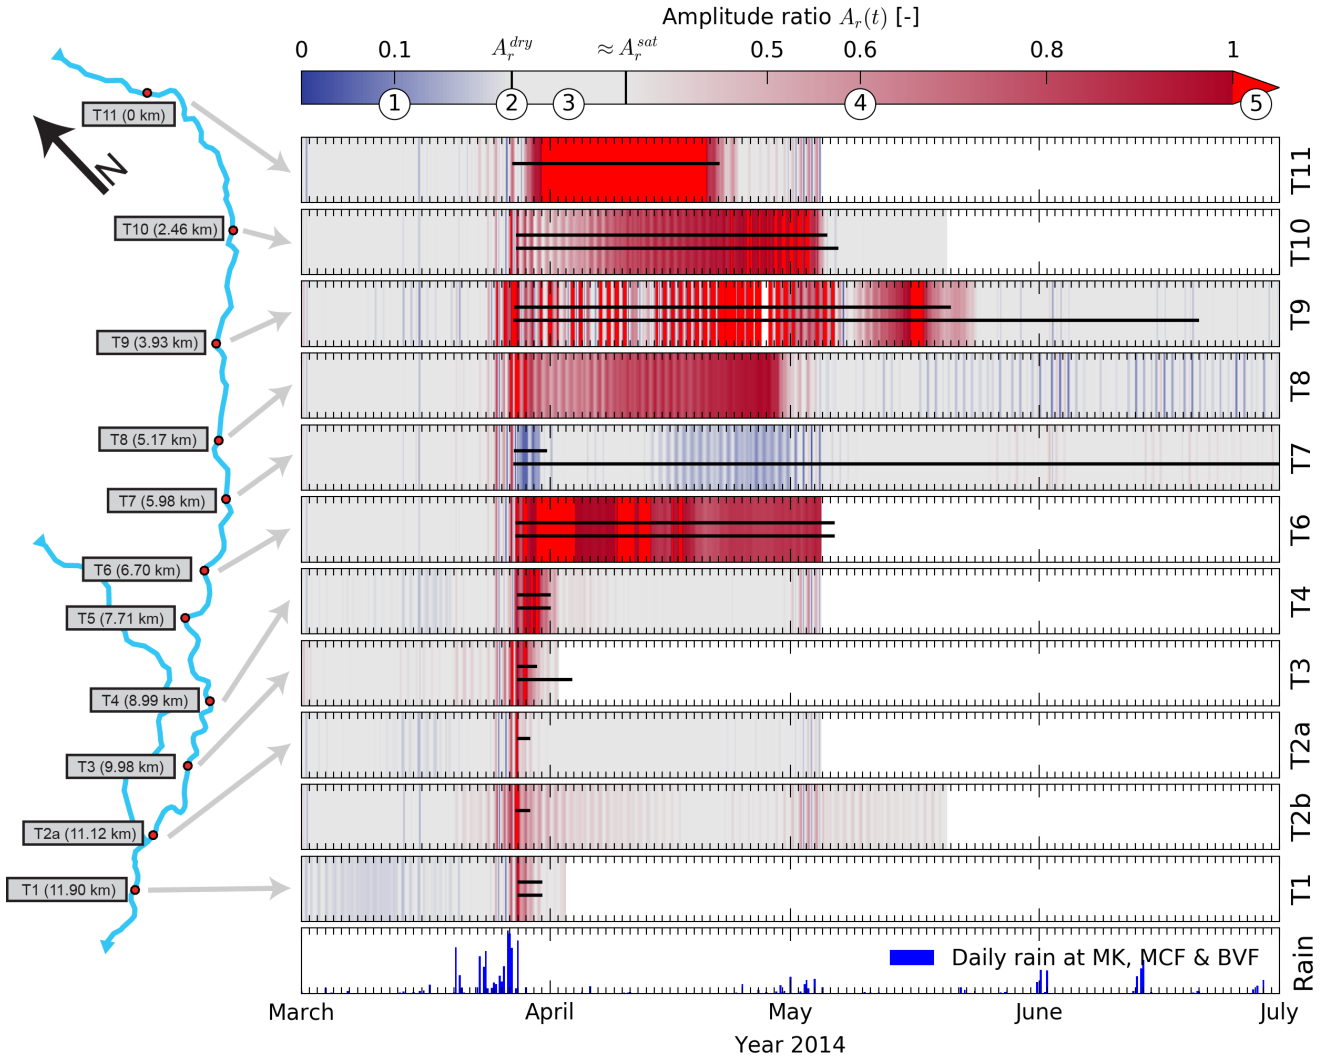 Amplitude ratio A_r(t) [-]
0 0.1 A_r^dry ≈ A_r^sat 0.5 0.6 0.8 1
1 2 3 4 5
T11 (0 km)
N
T10 (2.46 km)
T9 (3.93 km)
T8 (5.17 km)
T7 (5.98 km)
T6 (6.70 km)
T5 (7.71 km)
T4 (8.99 km)
T3 (9.98 km)
T2a (11.12 km)
T1 (11.90 km)
T11
T10
T9
T8
T7
T6
T4
T3
T2a
T2b
T1
Rain
Daily rain at MK, MCF & BVF
March April May June July
Year 2014